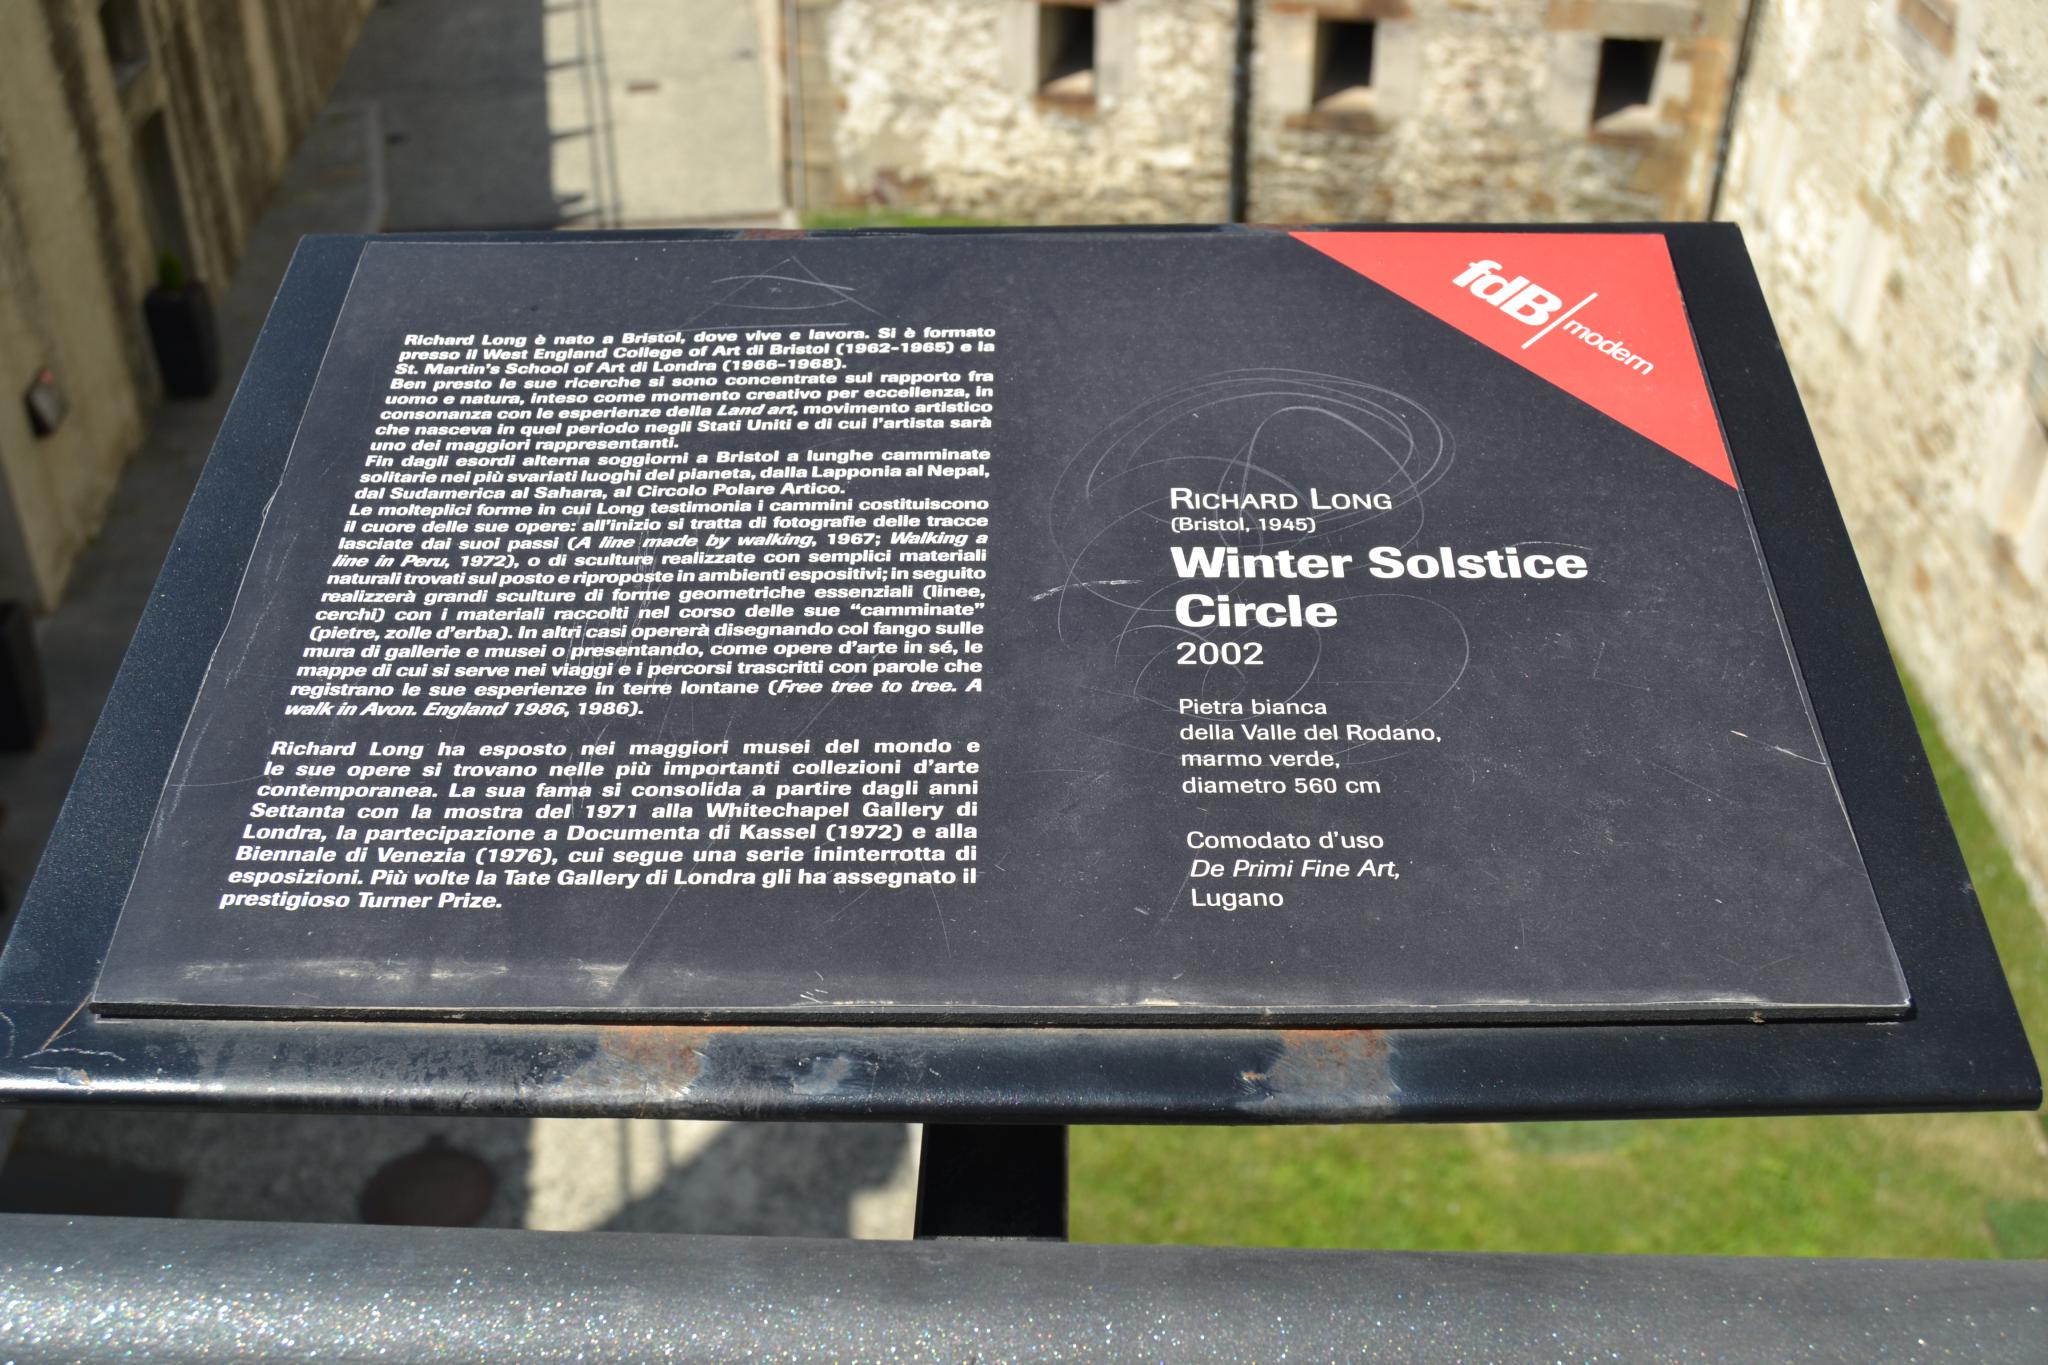 fdB modern
Richard Long è nato a Bristol, dove vive e lavora. Si è formato
presso il West England College of Art di Bristol (1962-1965) e la
St. Martin's School of Art di Londra (1966-1968).
Ben presto le sue ricerche si sono concentrate sul rapporto fra
uomo e natura, inteso come momento creativo per eccellenza, in
consonanza con le esperienze della Land art, movimento artistico
che nasceva in quel periodo negli Stati Uniti e di cui l'artista sarà
uno dei maggiori rappresentanti.
Fin dagli esordi alterna soggiorni a Bristol a lunghe camminate
solitarie nei più svariati luoghi del pianeta, dalla Lapponia al Nepal,
dal Sudamerica al Sahara, al Circolo Polare Artico.
Le molteplici forme in cui Long testimonia i cammini costituiscono
il cuore delle sue opere: all'inizio si tratta di fotografie delle tracce
lasciate dai suoi passi (A line made by walking, 1967; Walking a
line in Peru, 1972), o di sculture realizzate con semplici materiali
naturali trovati sul posto e riproposte in ambienti espositivi; in seguito
realizzerà grandi sculture di forme geometriche essenziali (linee,
cerchi) con i materiali raccolti nel corso delle sue “camminate”
(pietre, zolle d'erba). In altri casi opererà disegnando col fango sulle
mura di gallerie e musei o presentando, come opere d'arte in sé, le
mappe di cui si serve nei viaggi e i percorsi trascritti con parole che
registrano le sue esperienze in terre lontane (Free tree to tree. A
walk in Avon. England 1986, 1986).
Richard Long ha esposto nei maggiori musei del mondo e
le sue opere si trovano nelle più importanti collezioni d'arte
contemporanea. La sua fama si consolida a partire dagli anni
Settanta con la mostra del 1971 alla Whitechapel Gallery di
Londra, la partecipazione a Documenta di Kassel (1972) e alla
Biennale di Venezia (1976), cui segue una serie ininterrotta di
esposizioni. Più volte la Tate Gallery di Londra gli ha assegnato il
prestigioso Turner Prize.
RICHARD LONG
(Bristol, 1945)
Winter Solstice
Circle
2002
Pietra bianca
della Valle del Rodano,
marmo verde,
diametro 560 cm
Comodato d'uso
De Primi Fine Art,
Lugano